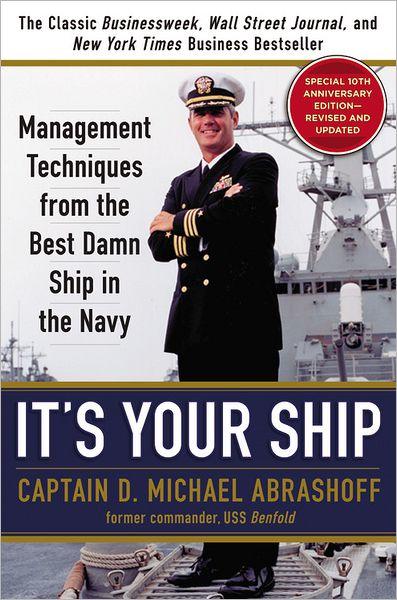 The Classic Businessweek, Wall Street Journal, and
New York Times Business Bestseller
SPECIAL 10TH
ANNIVERSARY
EDITION—
REVISED AND
UPDATED
Management
Techniques
from the
Best Damn
Ship in
the Navy
IT'S YOUR SHIP
CAPTAIN D. MICHAEL ABRASHOFF
former commander, USS Benfold